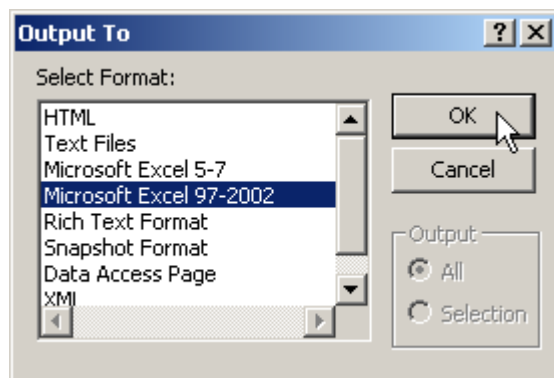 Output To
Select Format:
HTML
Text Files
Microsoft Excel 5-7
Microsoft Excel 97-2002
Rich Text Format
Snapshot Format
Data Access Page
XML
OK
Cancel
Output
All
Selection